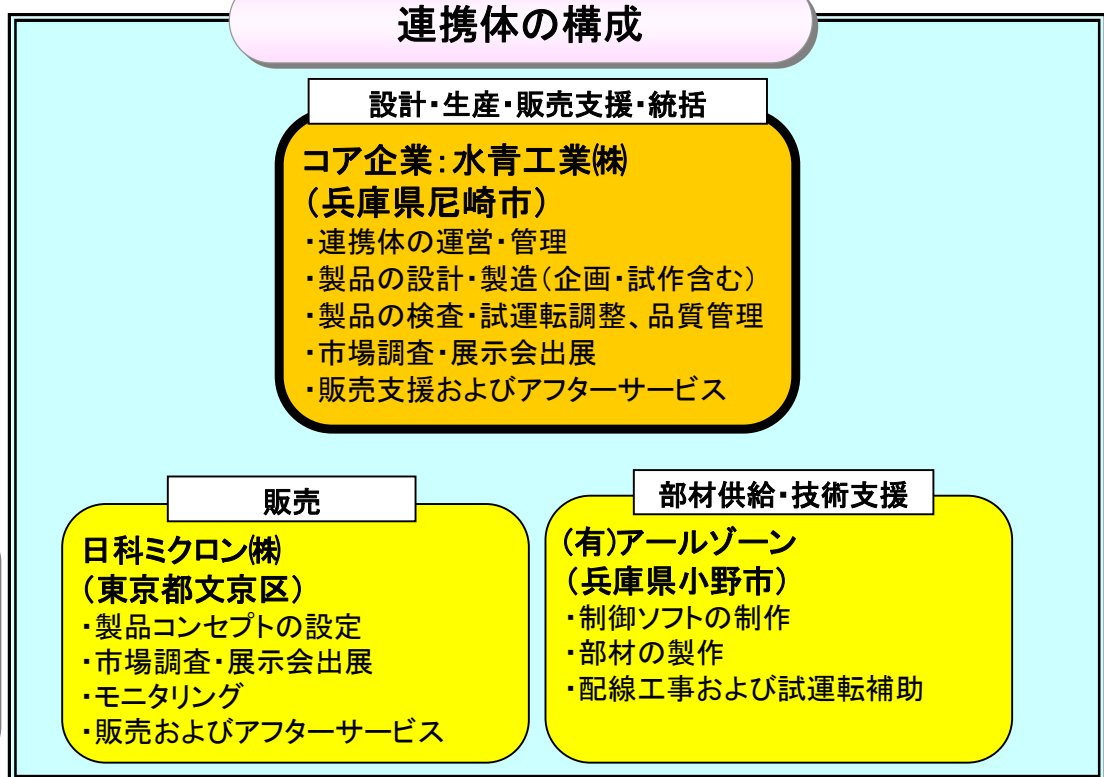 連携体の構成
設計・生産・販売支援・統括
コア企業：水青工業㈱
（兵庫県尼崎市）
・連携体の運営・管理
・製品の設計・製造（企画・試作含む）
・製品の検査・試運転調整、品質管理
・市場調査・展示会出展
・販売支援およびアフターサービス
販売
日科ミクロン㈱
（東京都文京区）
・製品コンセプトの設定
・市場調査・展示会出展
・モニタリング
・販売およびアフターサービス
部材供給・技術支援
(有)アールゾーン
（兵庫県小野市）
・制御ソフトの制作
・部材の製作
・配線工事および試運転補助